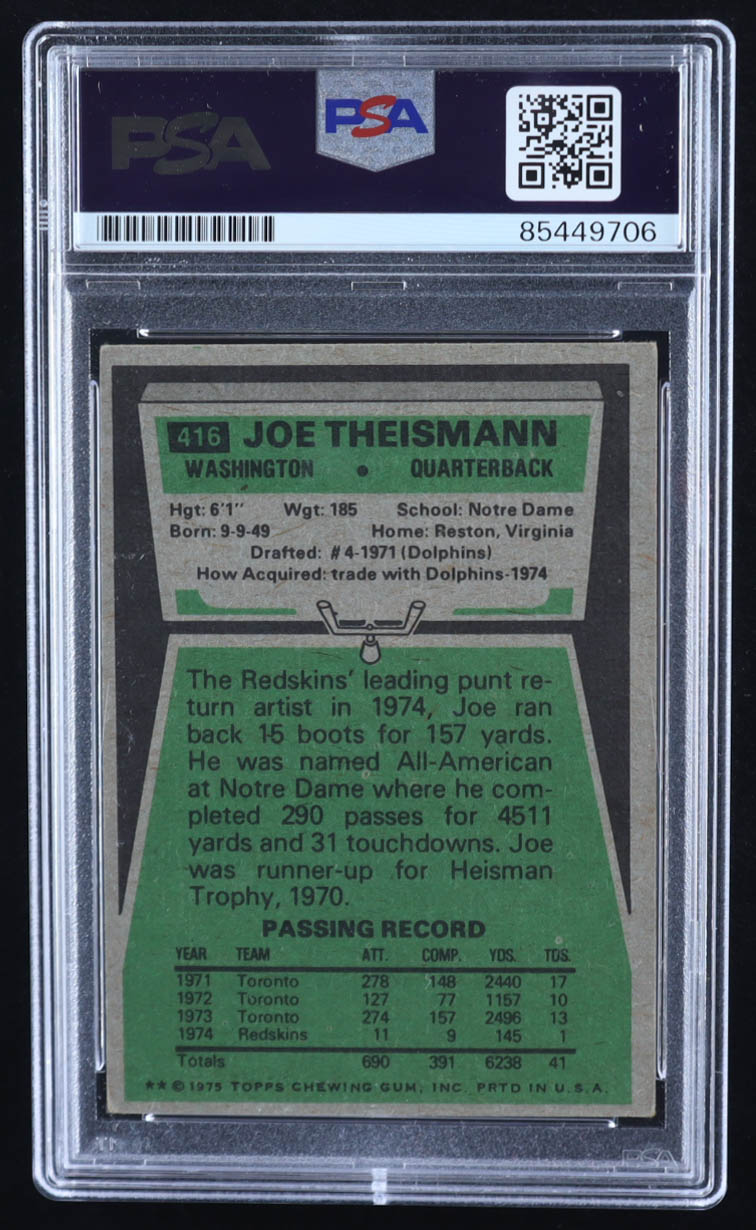 PSA
PSA
85449706
416 JOE THEISMANN
WASHINGTON • QUARTERBACK
Hgt: 6'1" Wgt: 185 School: Notre Dame
Born: 9-9-49 Home: Reston, Virginia
Drafted: #4-1971 (Dolphins)
How Acquired: trade with Dolphins-1974
The Redskins' leading punt re-
turn artist in 1974, Joe ran
back 15 boots for 157 yards.
He was named All-American
at Notre Dame where he com-
pleted 290 passes for 4511
yards and 31 touchdowns. Joe
was runner-up for Heisman
Trophy, 1970.
PASSING RECORD
YEAR TEAM ATT. COMP. YDS. TDS.
1971 Toronto 278 148 2440 17
1972 Toronto 127 77 1157 10
1973 Toronto 274 157 2496 13
1974 Redskins 11 9 145 1
Totals 690 391 6238 41
** © 1975 TOPPS CHEWING GUM, INC. PRTD IN U.S.A.
PSA